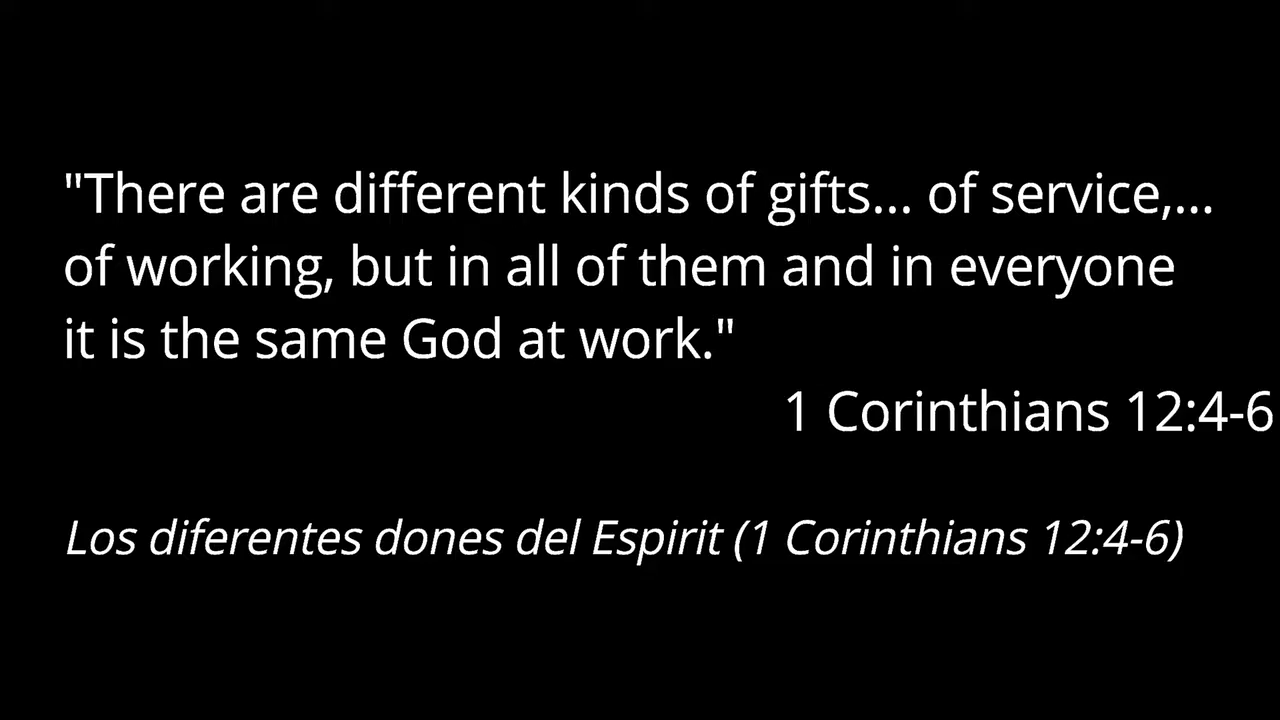 "There are different kinds of gifts... of service,...
of working, but in all of them and in everyone
it is the same God at work."
1 Corinthians 12:4-6
Los diferentes dones del Espirit (1 Corinthians 12:4-6)